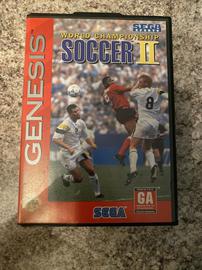 SEGA
WORLD CHAMPIONSHIP
SOCCER II
GENESIS
8
GA
SEGA